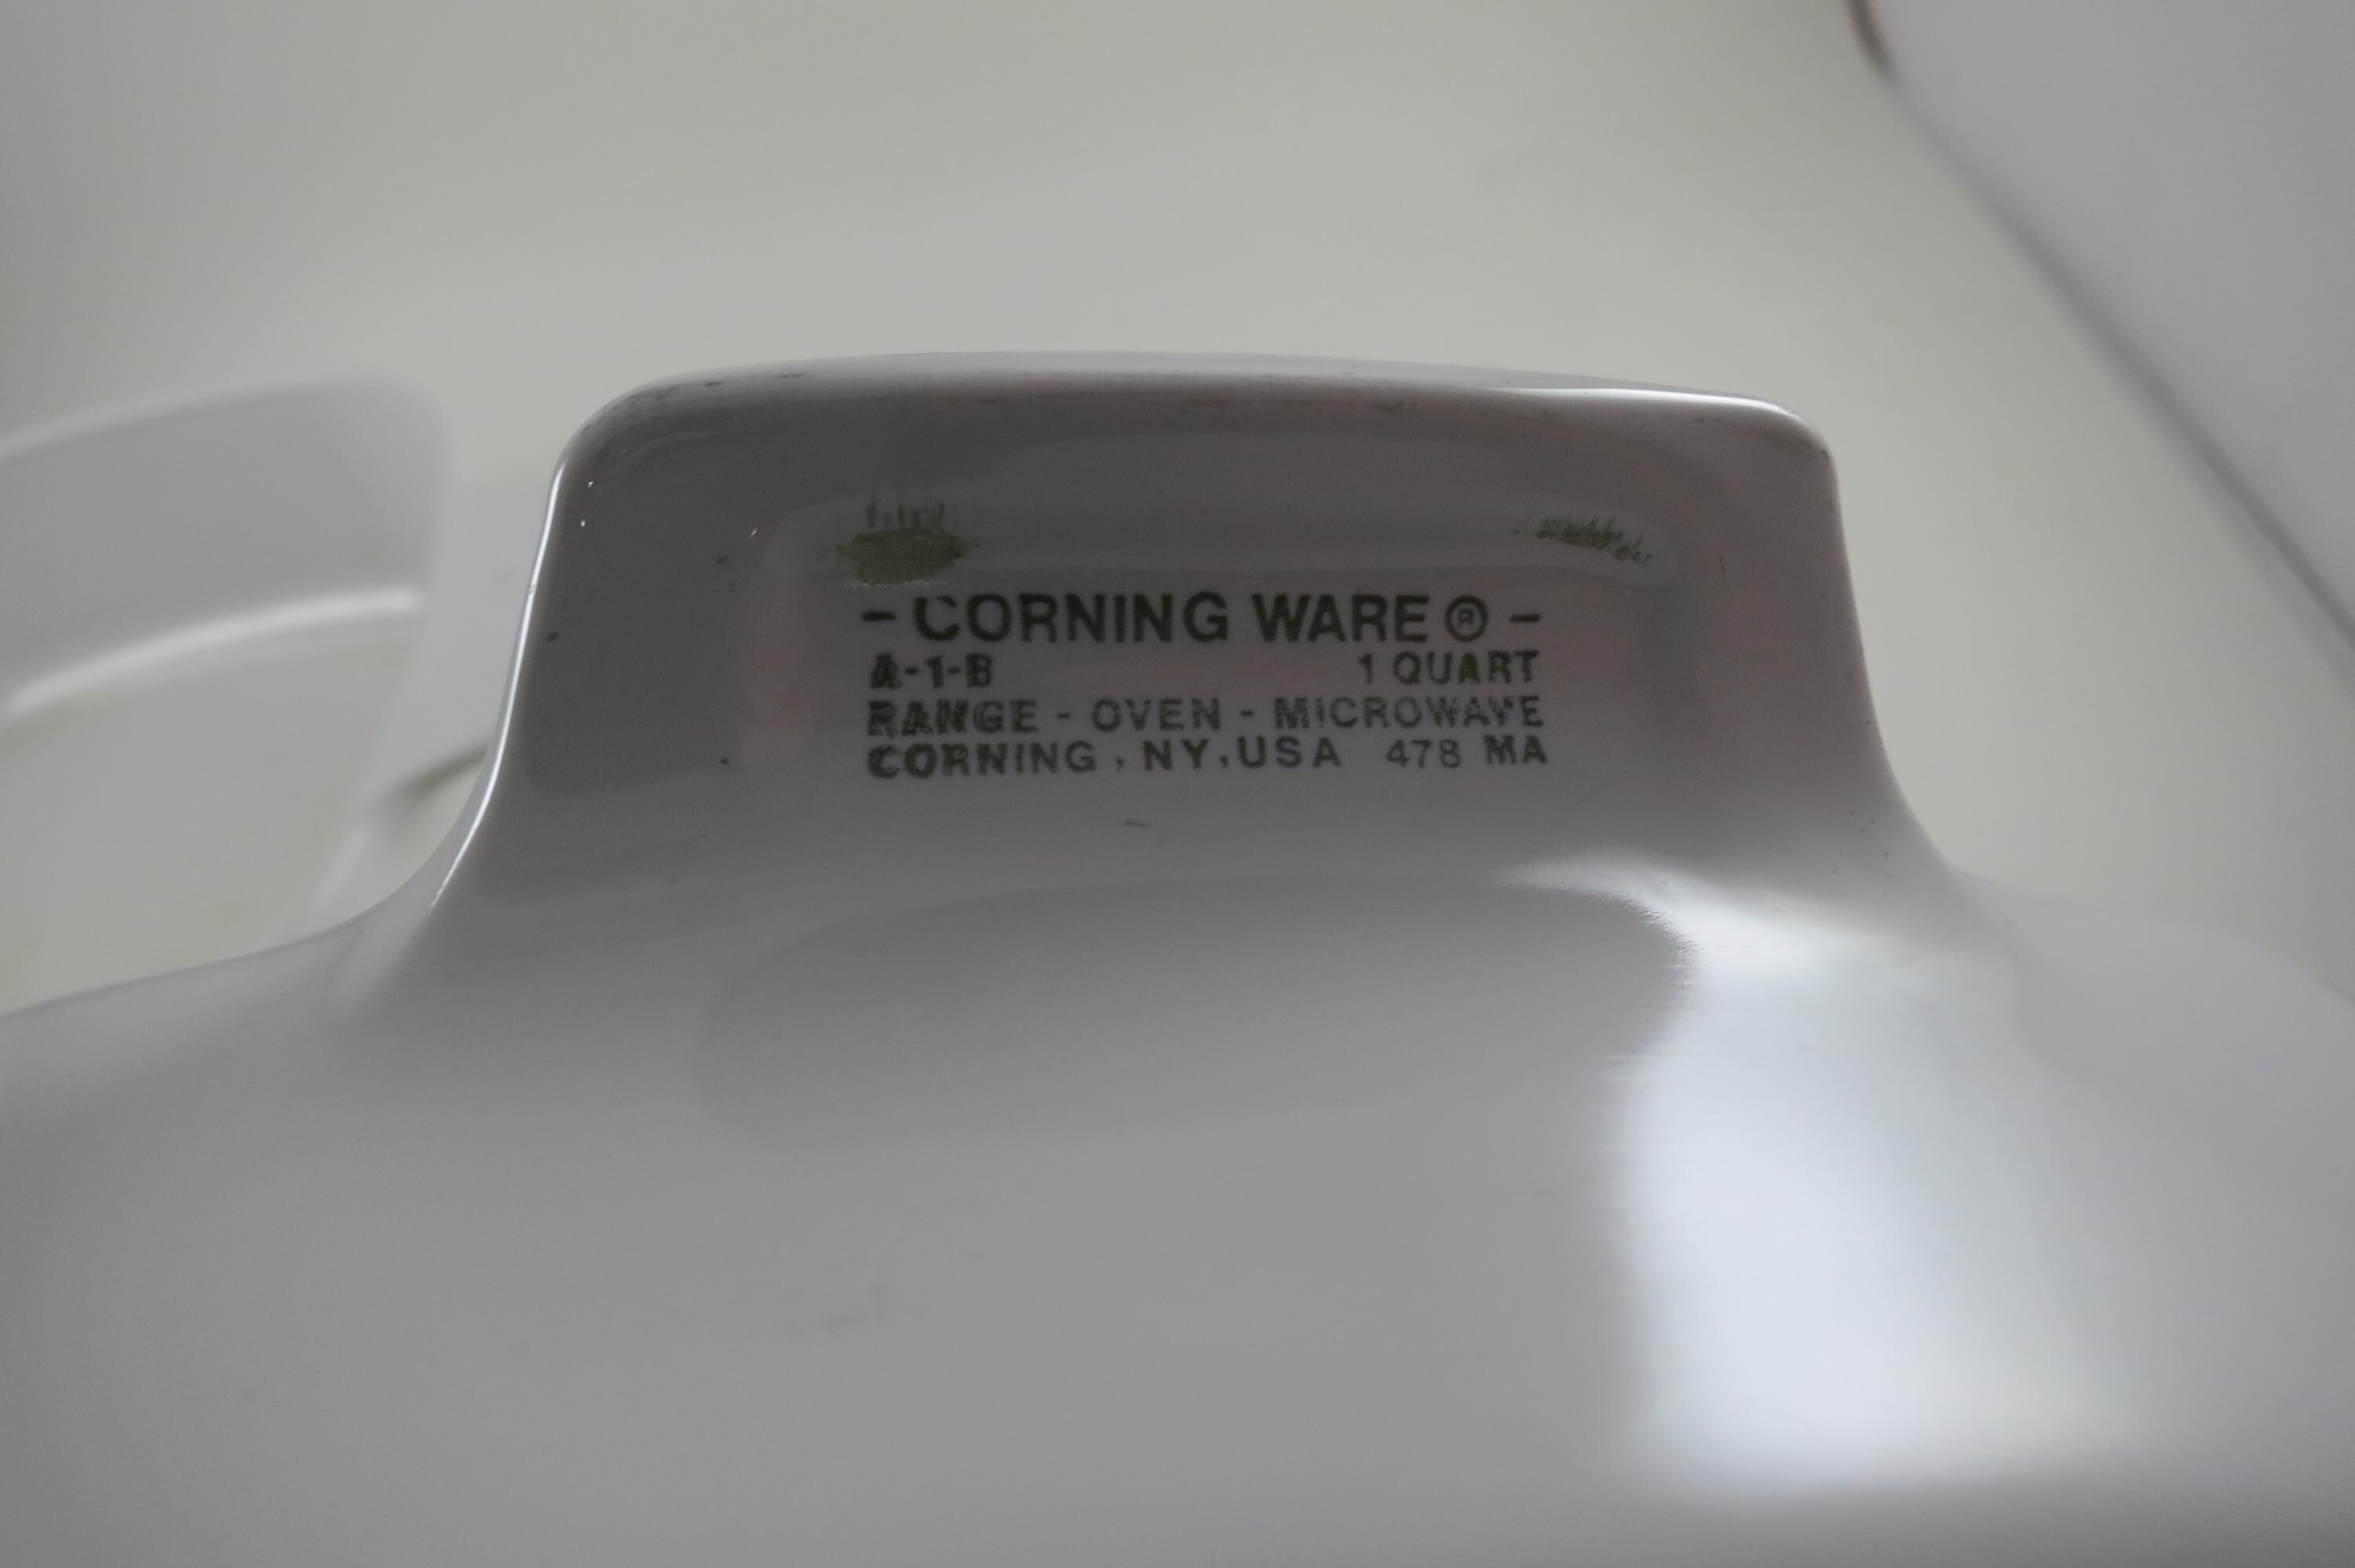 - CORNING WARE ® -
A-1-B 1 QUART
RANGE - OVEN - MICROWAVE
CORNING, NY, USA 478 MA